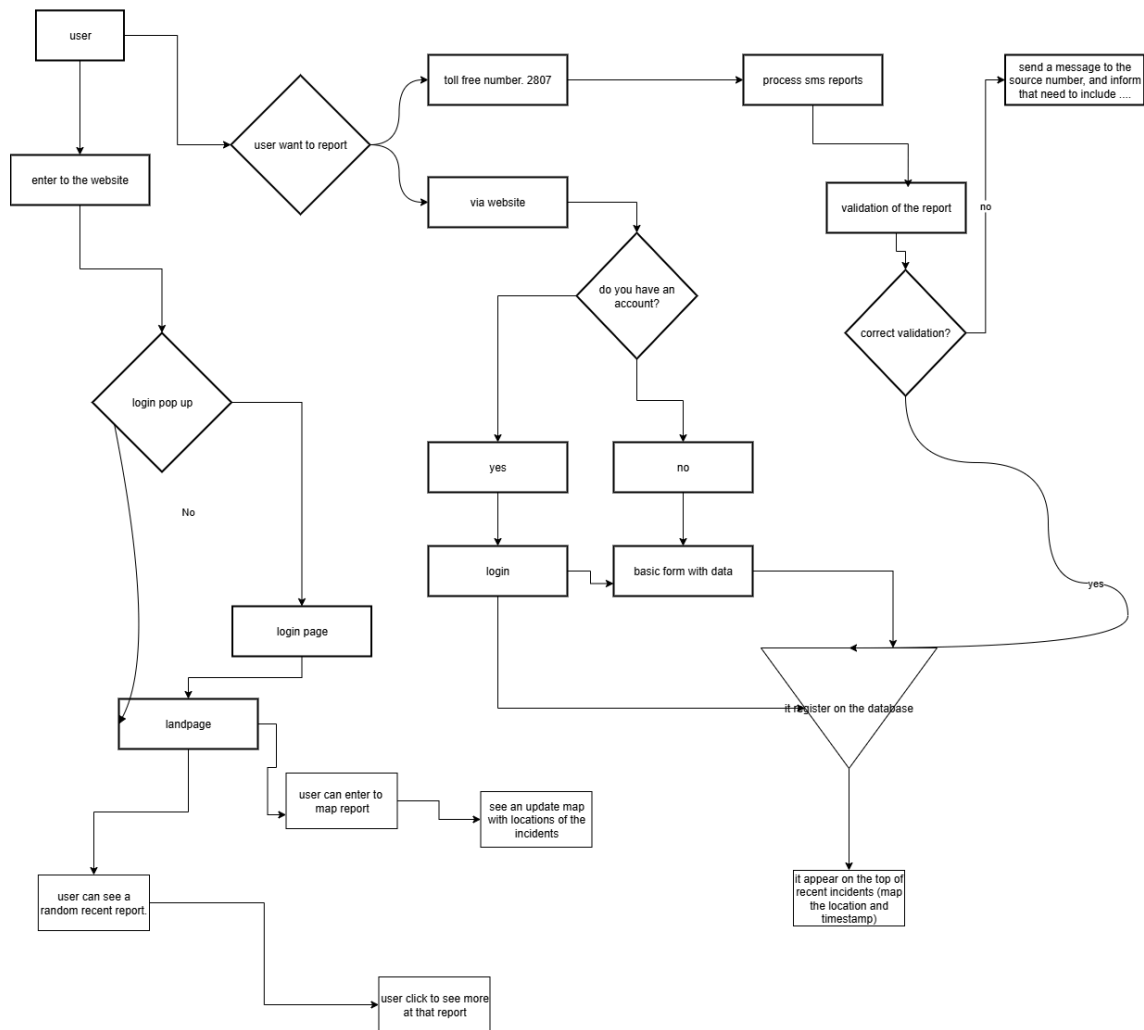 user
toll free number. 2807
process sms reports
send a message to the
source number, and inform
that need to include ....
user want to report
enter to the website
via website
validation of the report
no
do you have an
account?
correct validation?
login pop up
yes
no
No
login
basic form with data
yes
login page
landpage
it register on the database
user can enter to
map report
see an update map
with locations of the
incidents
user can see a
random recent report.
it appear on the top of
recent incidents (map
the location and
timestamp)
user click to see more
at that report